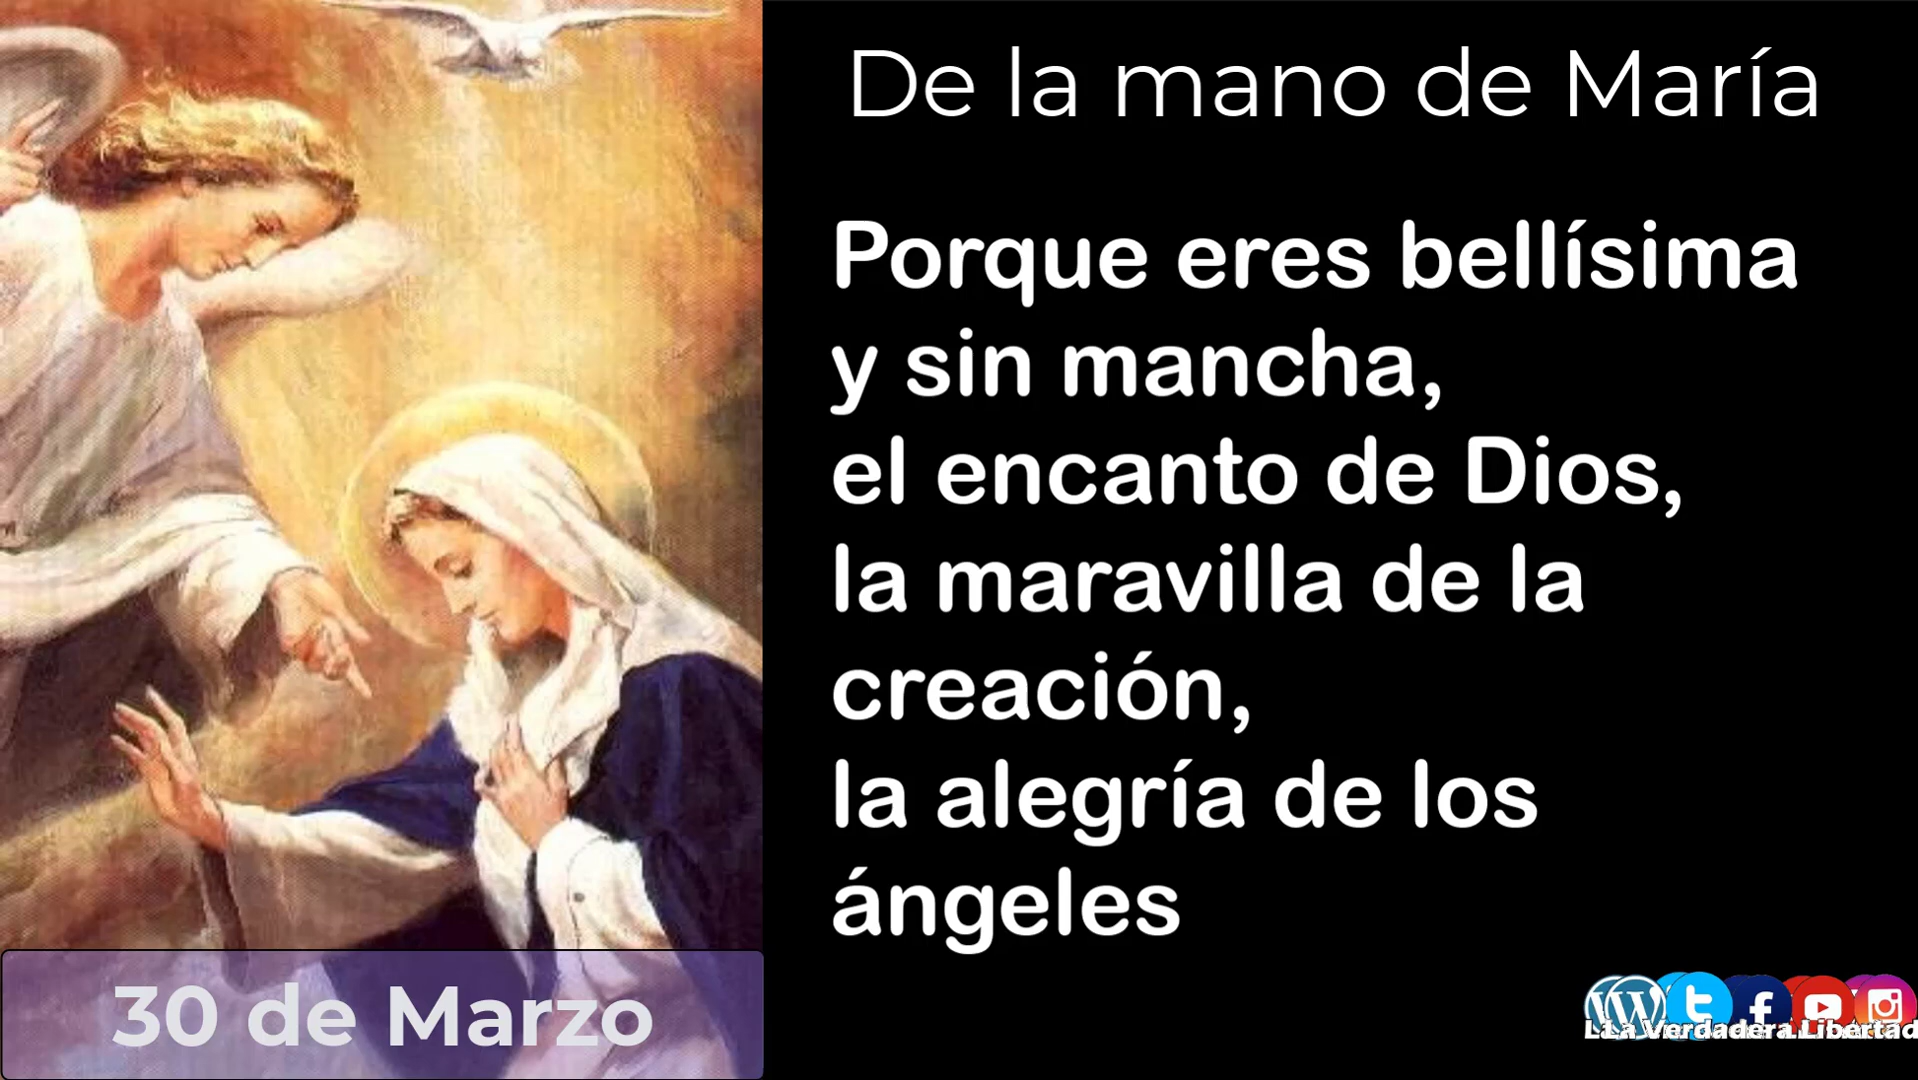 De la mano de María
Porque eres bellísima
y sin mancha,
el encanto de Dios,
la maravilla de la
creación,
la alegría de los
ángeles
30 de Marzo
La Verdadera Libertad